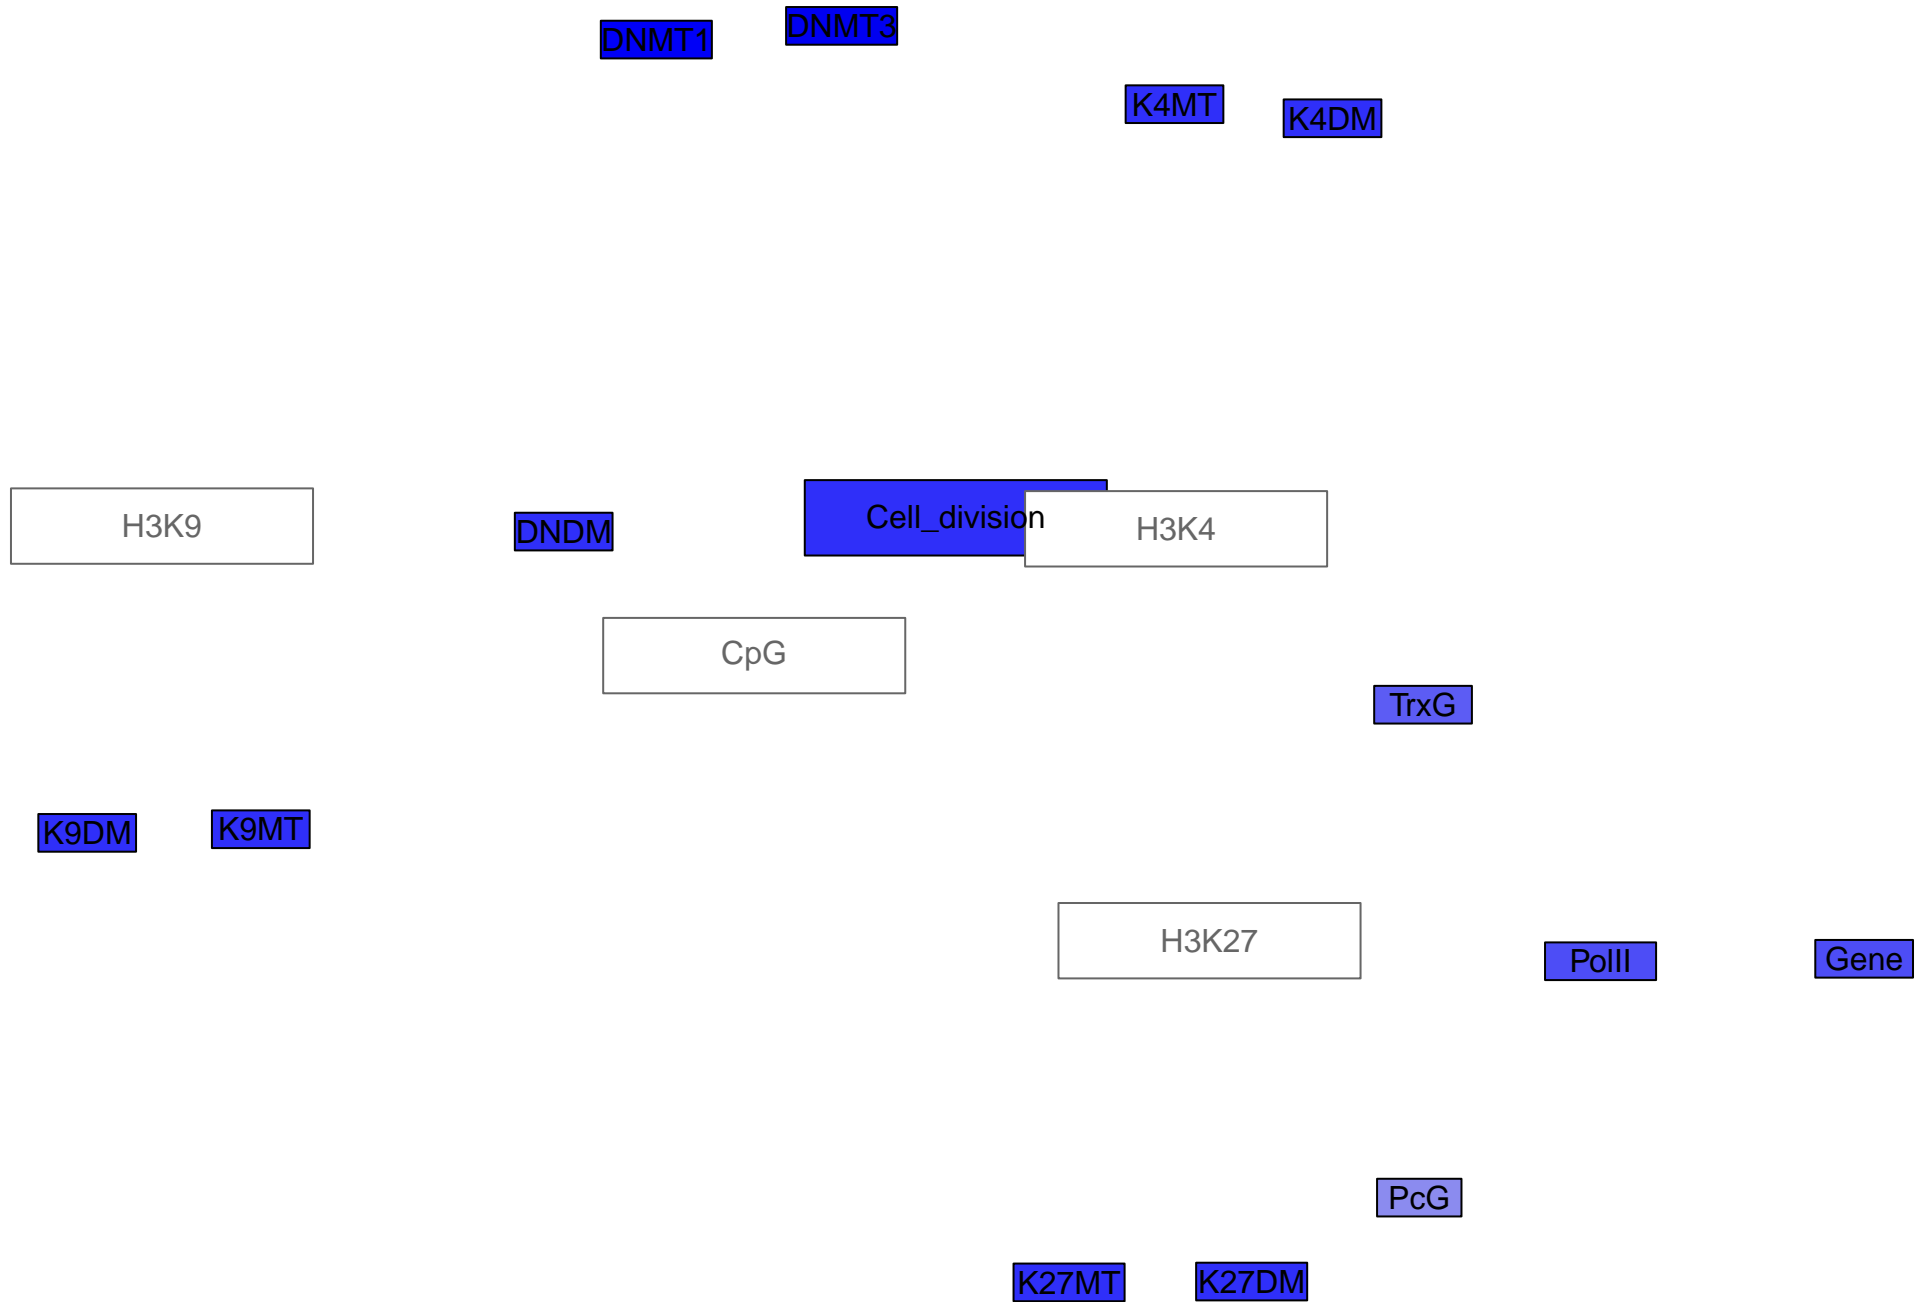 DNMT1
DNMT3
K4MT
K4DM
H3K9
DNDM
Cell_division
H3K4
CpG
TrxG
K9DM
K9MT
H3K27
PolII
Gene
PcG
K27MT
K27DM